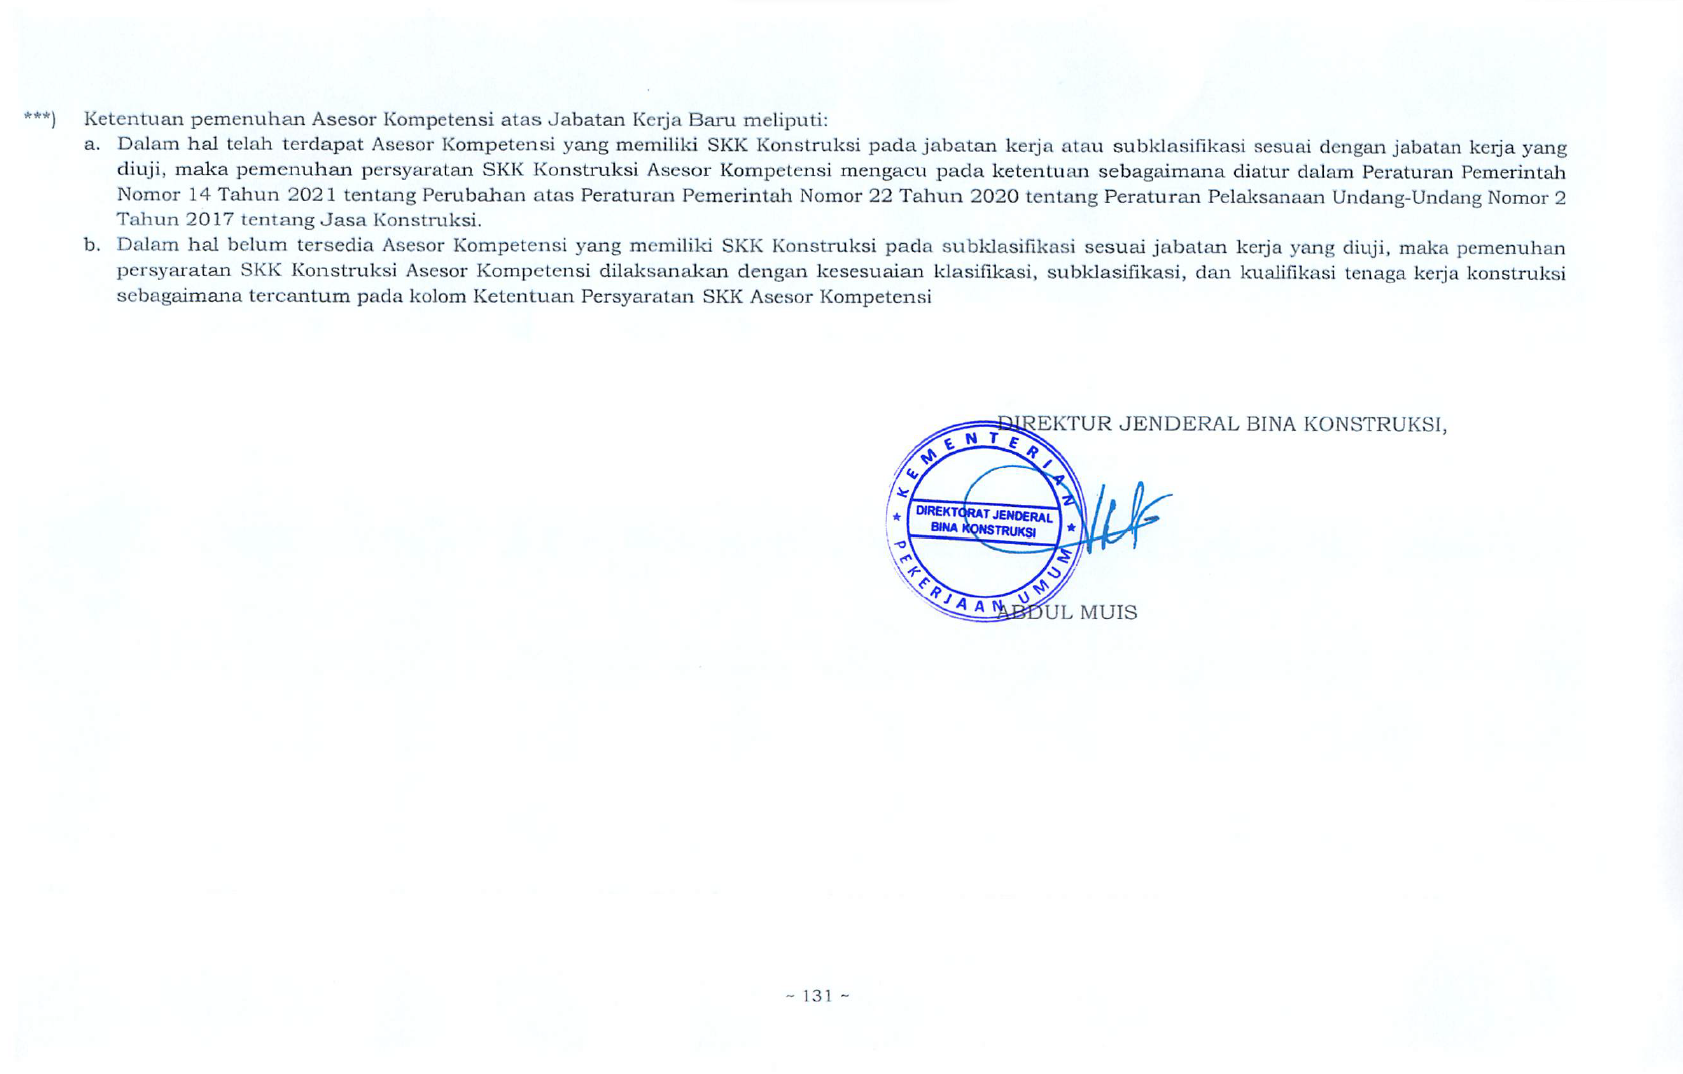 ***) Ketentuan pemenuhan Asesor Kompetensi atas Jabatan Kerja Baru meliputi:
a. Dalam hal telah terdapat Asesor Kompetensi yang memiliki SKK Konstruksi pada jabatan kerja atau subklasifikasi sesuai dengan jabatan kerja yang
diuji, maka pemenuhan persyaratan SKK Konstruksi Asesor Kompetensi mengacu pada ketentuan sebagaimana diatur dalam Peraturan Pemerintah
Nomor 14 Tahun 2021 tentang Perubahan atas Peraturan Pemerintah Nomor 22 Tahun 2020 tentang Peraturan Pelaksanaan Undang-Undang Nomor 2
Tahun 2017 tentang Jasa Konstruksi.
b. Dalam hal belum tersedia Asesor Kompetensi yang memiliki SKK Konstruksi pada subklasifikasi sesuai jabatan kerja yang diuji, maka pemenuhan
persyaratan SKK Konstruksi Asesor Kompetensi dilaksanakan dengan kesesuaian klasifikasi, subklasifikasi, dan kualifikasi tenaga kerja konstruksi
sebagaimana tercantum pada kolom Ketentuan Persyaratan SKK Asesor Kompetensi
DIREKTUR JENDERAL BINA KONSTRUKSI,
KEMENTERIAN
DIREKTORAT JENDERAL
BINA KONSTRUKSI
PEKERJAAN UMUM
ABDUL MUIS
~ 131 ~